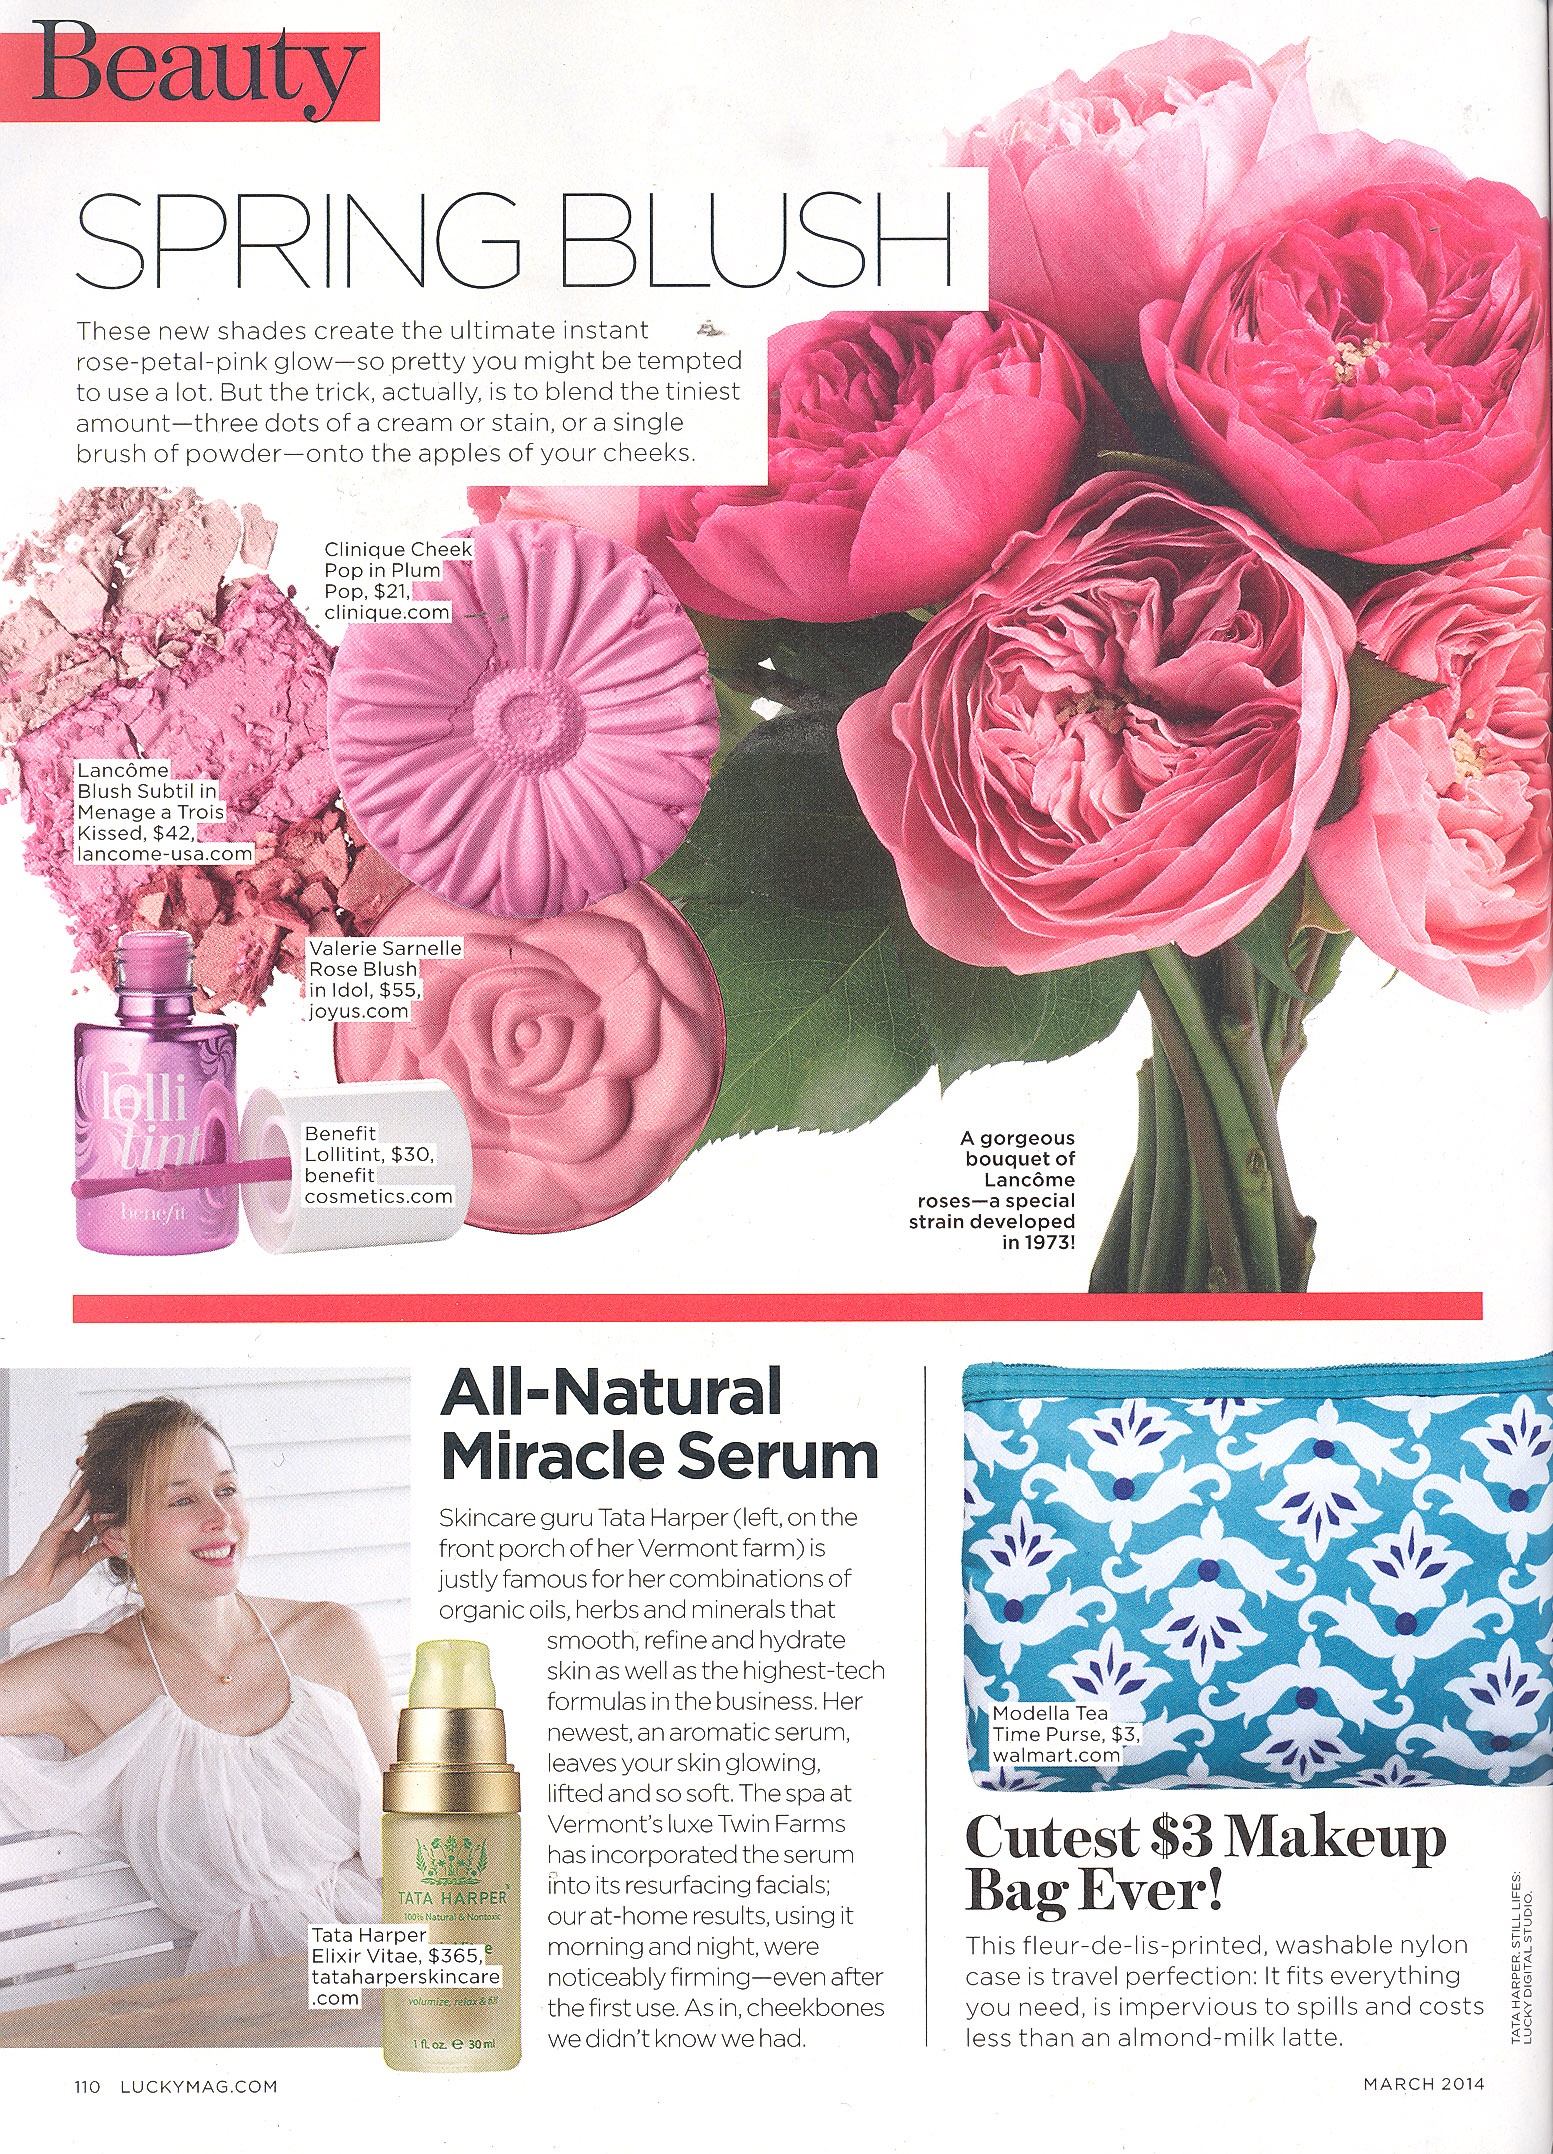 Beauty
SPRING BLUSH
These new shades create the ultimate instant
rose-petal-pink glow—so pretty you might be tempted
to use a lot. But the trick, actually, is to blend the tiniest
amount—three dots of a cream or stain, or a single
brush of powder—onto the apples of your cheeks.
Clinique Cheek
Pop in Plum
Pop, $21,
clinique.com
Lancôme
Blush Subtil in
Menage a Trois
Kissed, $42,
lancome-usa.com
Valerie Sarnelle
Rose Blush
in Idol, $55,
joyus.com
lolli
tint
benefit
Benefit
Lollitint, $30,
benefit
cosmetics.com
A gorgeous
bouquet of
Lancôme
roses—a special
strain developed
in 1973!
All-Natural
Miracle Serum
Skincare guru Tata Harper (left, on the
front porch of her Vermont farm) is
justly famous for her combinations of
organic oils, herbs and minerals that
smooth, refine and hydrate
skin as well as the highest-tech
formulas in the business. Her
newest, an aromatic serum,
leaves your skin glowing,
lifted and so soft. The spa at
Vermont's luxe Twin Farms
has incorporated the serum
into its resurfacing facials;
our at-home results, using it
morning and night, were
noticeably firming—even after
the first use. As in, cheekbones
we didn't know we had.
TATA HARPER
100% Natural & Nontoxic
volumize, relax & fill
1 fl. oz. e 30 ml
Tata Harper
Elixir Vitae, $365,
tataharperskincare
.com
Modella Tea
Time Purse, $3,
walmart.com
Cutest $3 Makeup
Bag Ever!
This fleur-de-lis-printed, washable nylon
case is travel perfection: It fits everything
you need, is impervious to spills and costs
less than an almond-milk latte.
TATA HARPER. STILL LIFES:
LUCKY DIGITAL STUDIO.
110 LUCKYMAG.COM
MARCH 2014